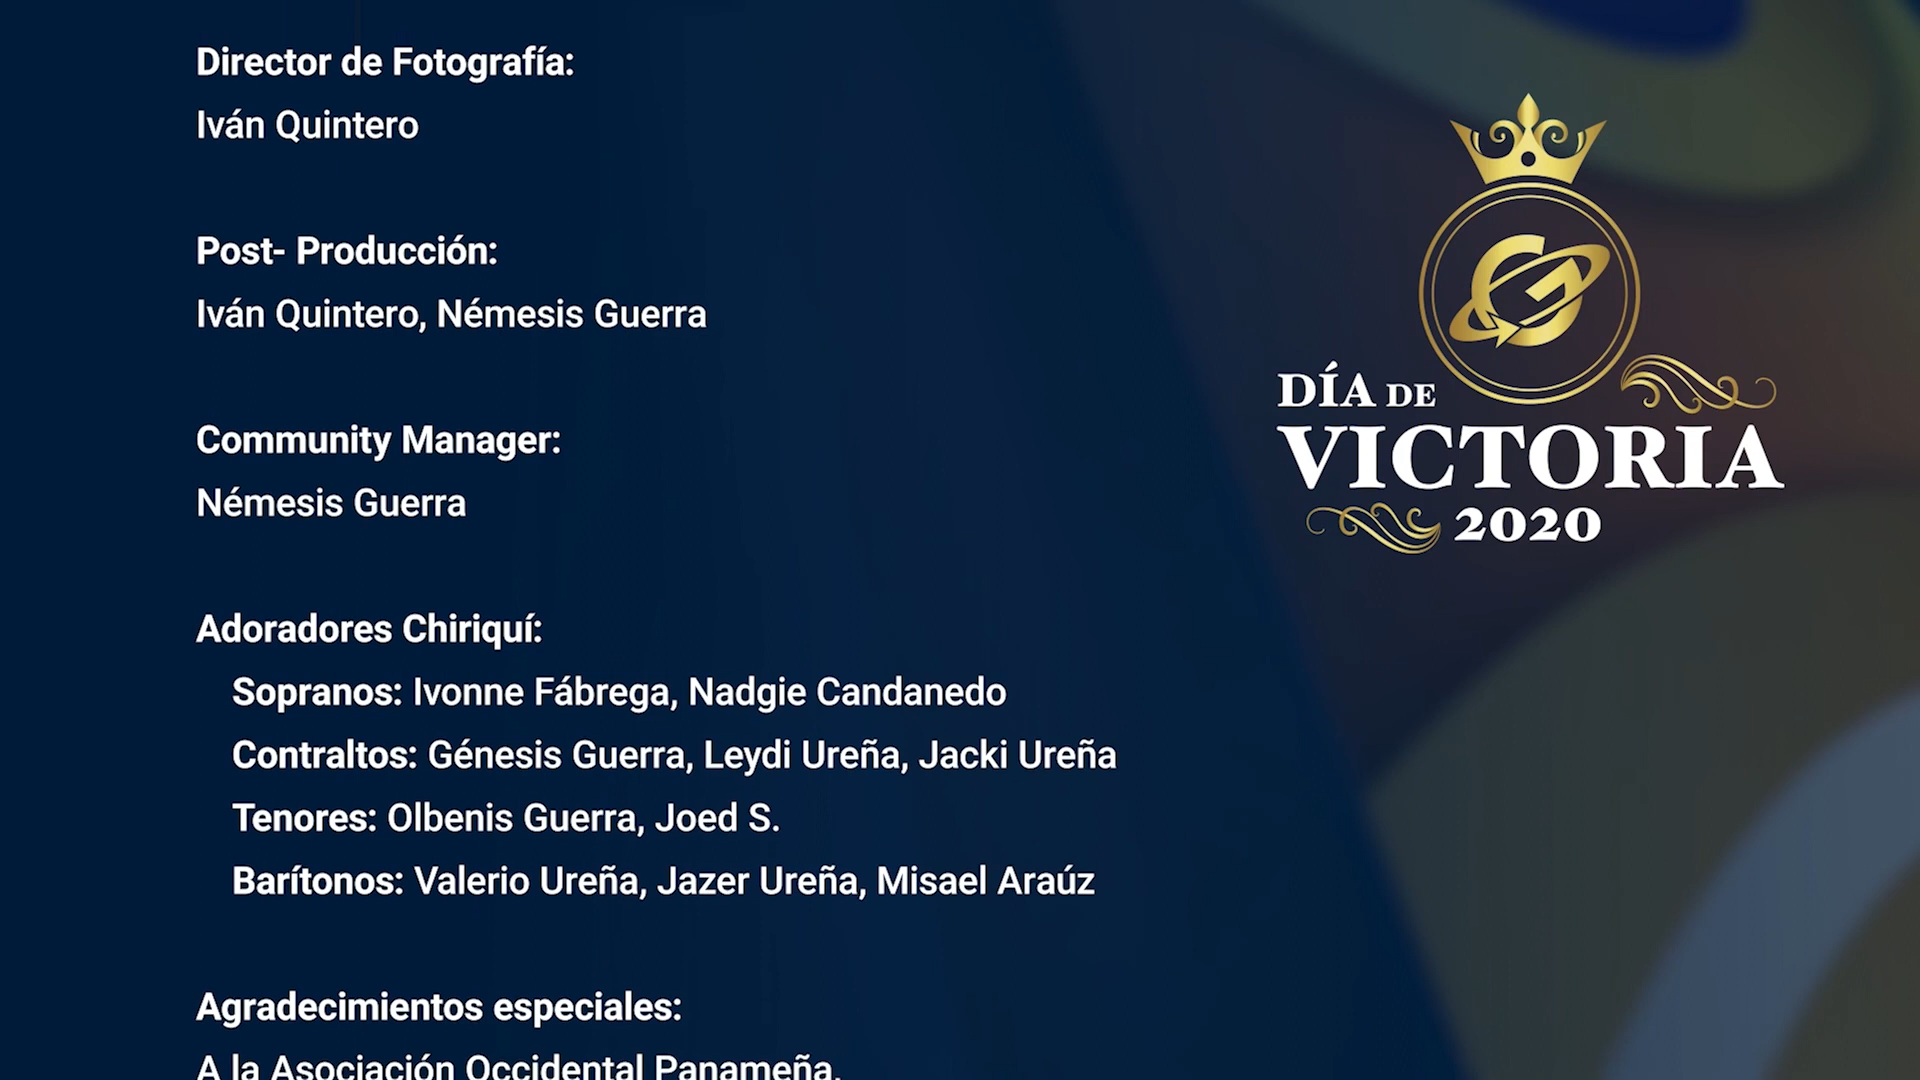 Director de Fotografía:
Iván Quintero
Post- Producción:
Iván Quintero, Némesis Guerra
Community Manager:
Némesis Guerra
Adoradores Chiriquí:
Sopranos: Ivonne Fábrega, Nadgie Candanedo
Contraltos: Génesis Guerra, Leydi Ureña, Jacki Ureña
Tenores: Olbenis Guerra, Joed S.
Barítonos: Valerio Ureña, Jazer Ureña, Misael Araúz
Agradecimientos especiales:
A la Asociación Occidental Panameña,
G
DÍA DE
VICTORIA
2020